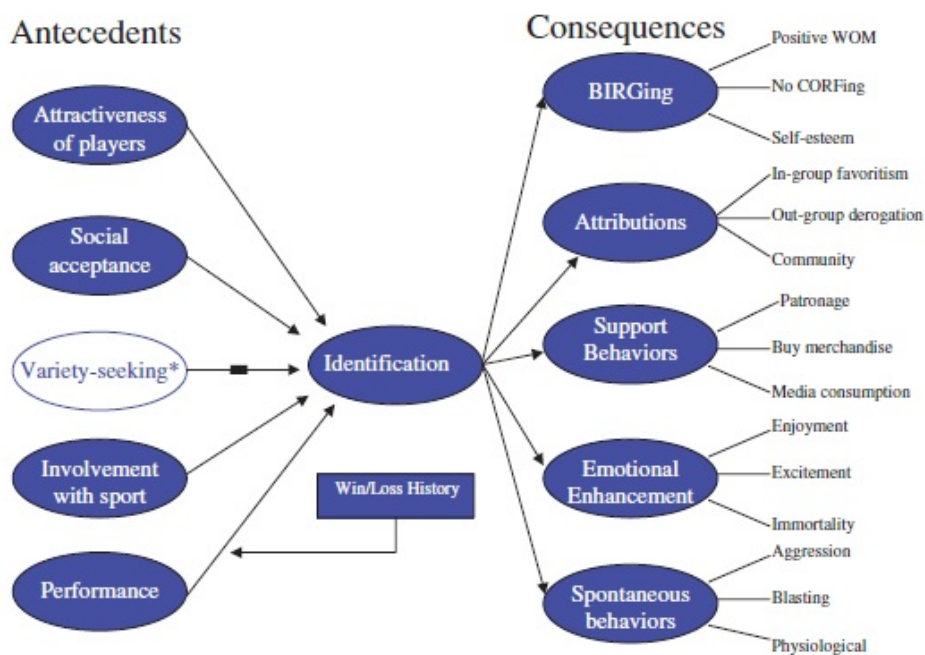 Antecedents
Consequences
Attractiveness
of players
Social
acceptance
Variety-seeking*
Involvement
with sport
Performance
Identification
Win/Loss History
BIRGing
Positive WOM
No CORFing
Self-esteem
Attributions
In-group favoritism
Out-group derogation
Community
Support
Behaviors
Patronage
Buy merchandise
Media consumption
Emotional
Enhancement
Enjoyment
Excitement
Immortality
Spontaneous
behaviors
Aggression
Blasting
Physiological